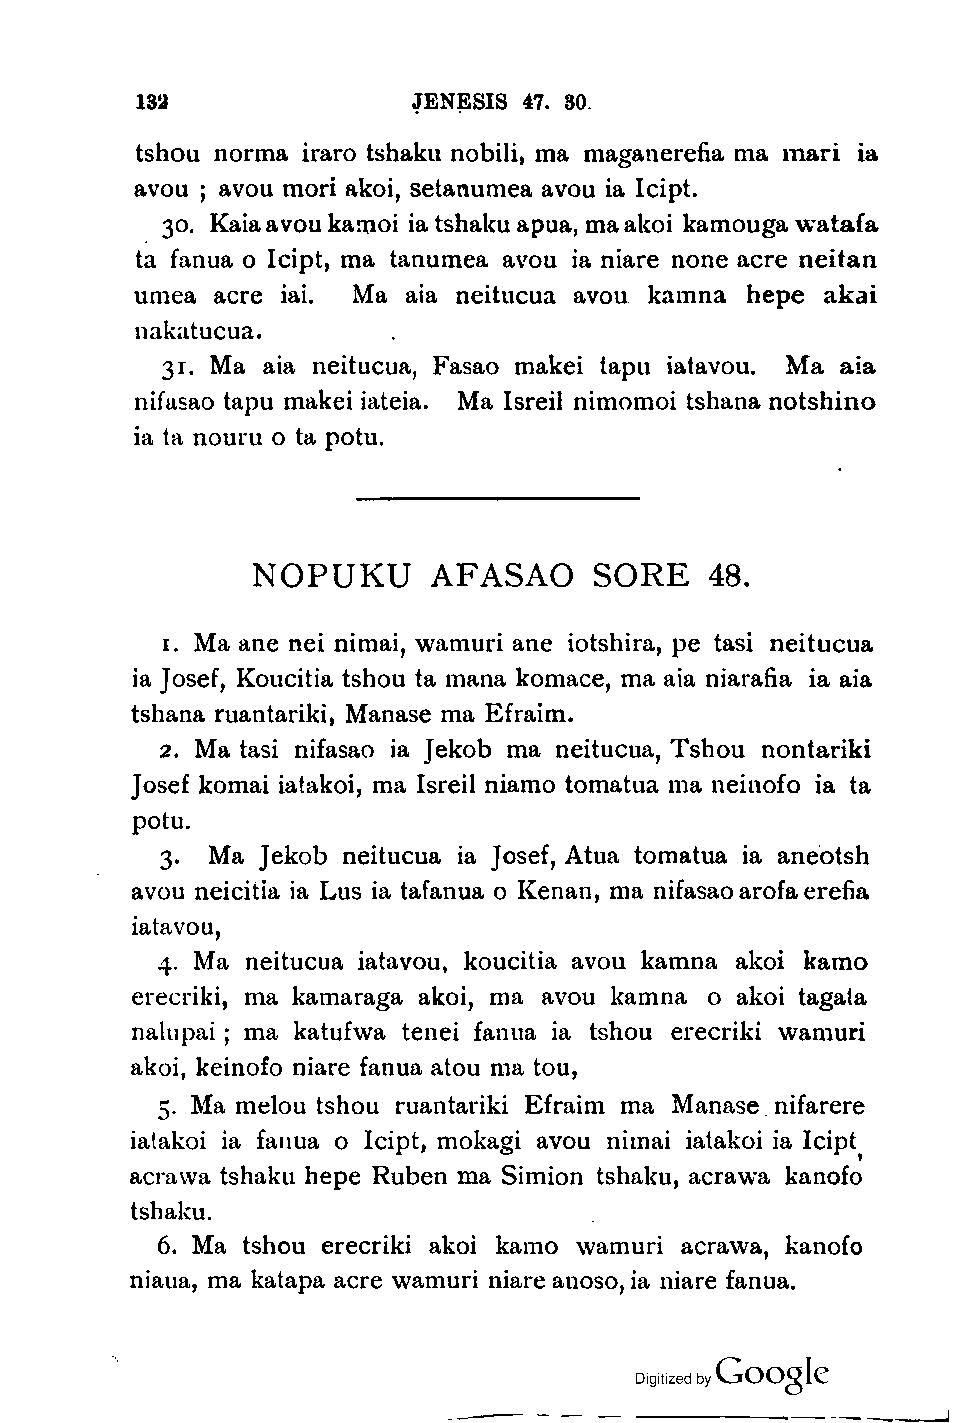 132 JENESIS 47. 30.
tshou norma iraro tshaku nobili, ma maganerefia ma mari ia
avou ; avou mori akoi, setanumea avou ia Icipt.
30. Kaia avou kamoi ia tshaku apua, ma akoi kamouga watafa
ta fanua o Icipt, ma tanumea avou ia niare none acre neitan
umea acre iai. Ma aia neitucua avou kamna hepe akai
nakatucua.
31. Ma aia neitucua, Fasao makei tapu iatavou. Ma aia
nifasao tapu makei iateia. Ma Isreil nimomoi tshana notshino
ia ta nouru o ta potu.
NOPUKU AFASAO SORE 48.
1. Ma ane nei nimai, wamuri ane iotshira, pe tasi neitucua
ia Josef, Koucitia tshou ta mana komace, ma aia niarafia ia aia
tshana ruantariki, Manase ma Efraim.
2. Ma tasi nifasao ia Jekob ma neitucua, Tshou nontariki
Josef komai iatakoi, ma Isreil niamo tomatua ma neinofo ia ta
potu.
3. Ma Jekob neitucua ia Josef, Atua tomatua ia aneotsh
avou neicitia ia Lus ia tafanua o Kenan, ma nifasao arofa erefia
iatavou,
4. Ma neitucua iatavou, koucitia avou kamna akoi kamo
erecriki, ma kamaraga akoi, ma avou kamna o akoi tagata
nalupai ; ma katufwa tenei fanua ia tshou erecriki wamuri
akoi, keinofo niare fanua atou ma tou,
5. Ma melou tshou ruantariki Efraim ma Manase nifarere
iatakoi ia fanua o Icipt, mokagi avou nimai iatakoi ia Icipt,
acrawa tshaku hepe Ruben ma Simion tshaku, acrawa kanofo
tshaku.
6. Ma tshou erecriki akoi kamo wamuri acrawa, kanofo
niaua, ma katapa acre wamuri niare anoso, ia niare fanua.
Digitized by Google